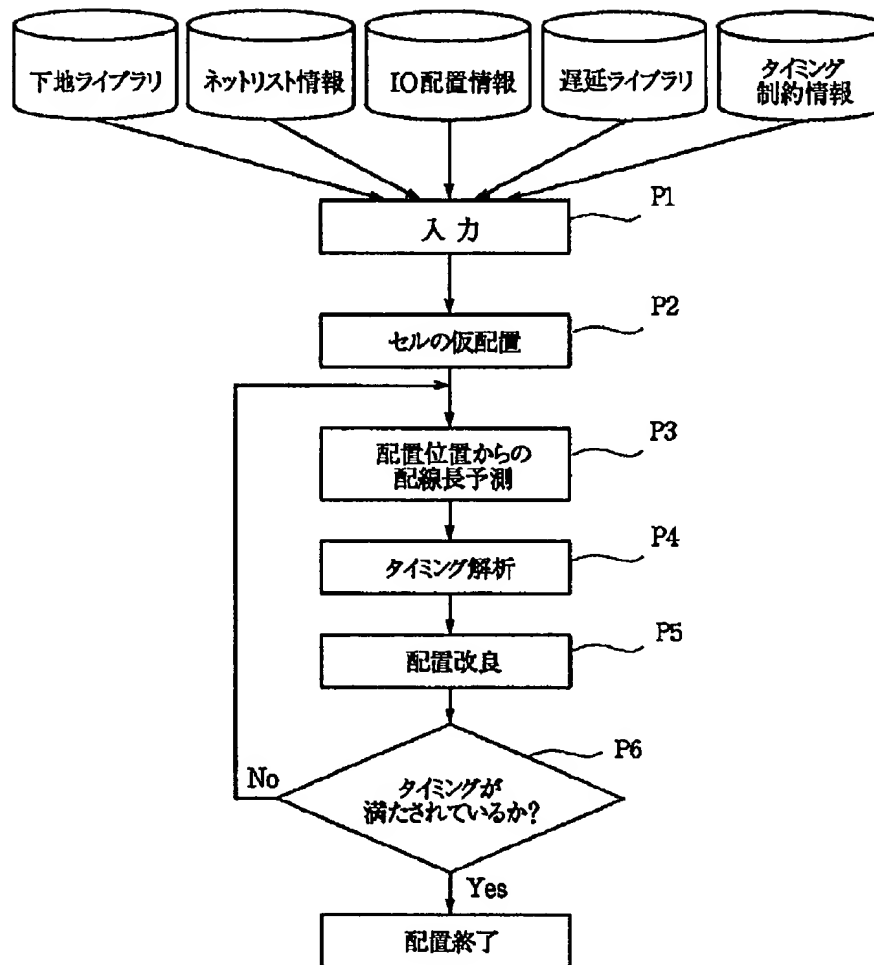 下地ライブラリ
ネットリスト情報
IO配置情報
遅延ライブラリ
タイミング
制約情報
P1
入力
P2
セルの仮配置
P3
配置位置からの
配線長予測
P4
タイミング解析
P5
配置改良
P6
No
タイミングが
満たされているか?
Yes
配置終了